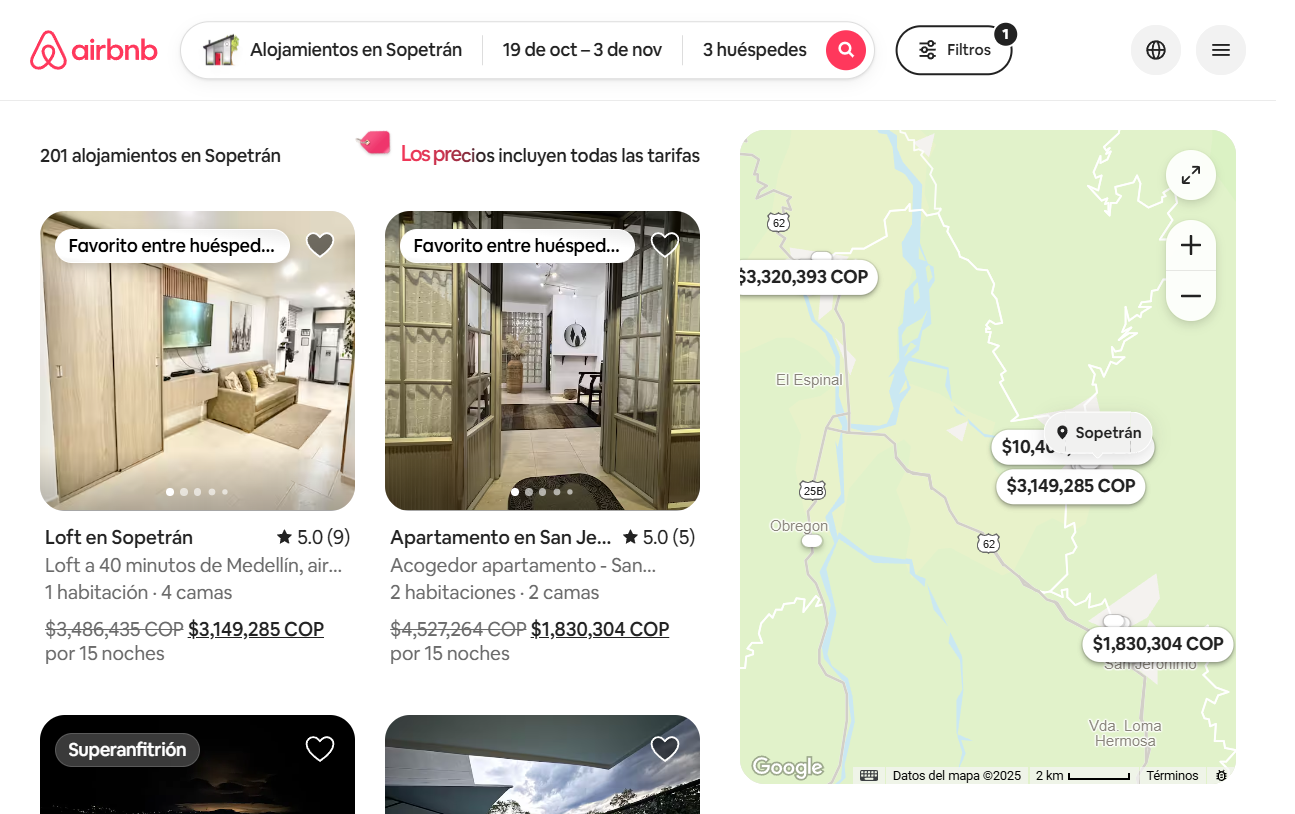 airbnb
Alojamientos en Sopetrán
19 de oct – 3 de nov
3 huéspedes
Filtros
1
201 alojamientos en Sopetrán
Los precios incluyen todas las tarifas
Favorito entre huésped...
Loft en Sopetrán
5.0 (9)
Loft a 40 minutos de Medellín, air...
1 habitación · 4 camas
$3,486,435 COP $3,149,285 COP
por 15 noches
Favorito entre huésped...
Apartamento en San Je...
5.0 (5)
Acogedor apartamento - San...
2 habitaciones · 2 camas
$4,527,264 COP $1,830,304 COP
por 15 noches
Superanfitrión
62
$3,320,393 COP
El Espinal
Sopetrán
$3,149,285 COP
25B
Obregon
62
$1,830,304 COP
San Jerónimo
Vda. Loma
Hermosa
Google
Datos del mapa ©2025
2 km
Términos